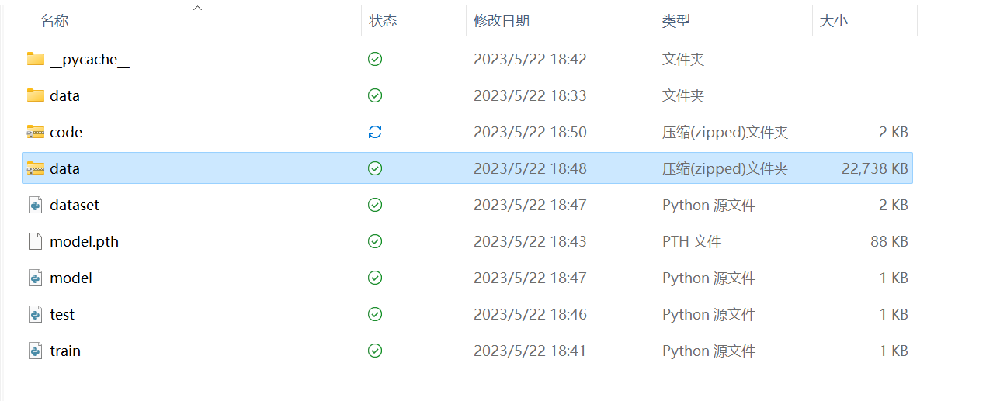 名称 状态 修改日期 类型 大小
__pycache__ 2023/5/22 18:42 文件夹
data 2023/5/22 18:33 文件夹
code 2023/5/22 18:50 压缩(zipped)文件夹 2 KB
data 2023/5/22 18:48 压缩(zipped)文件夹 22,738 KB
dataset 2023/5/22 18:47 Python 源文件 2 KB
model.pth 2023/5/22 18:43 PTH 文件 88 KB
model 2023/5/22 18:47 Python 源文件 1 KB
test 2023/5/22 18:46 Python 源文件 1 KB
train 2023/5/22 18:41 Python 源文件 1 KB